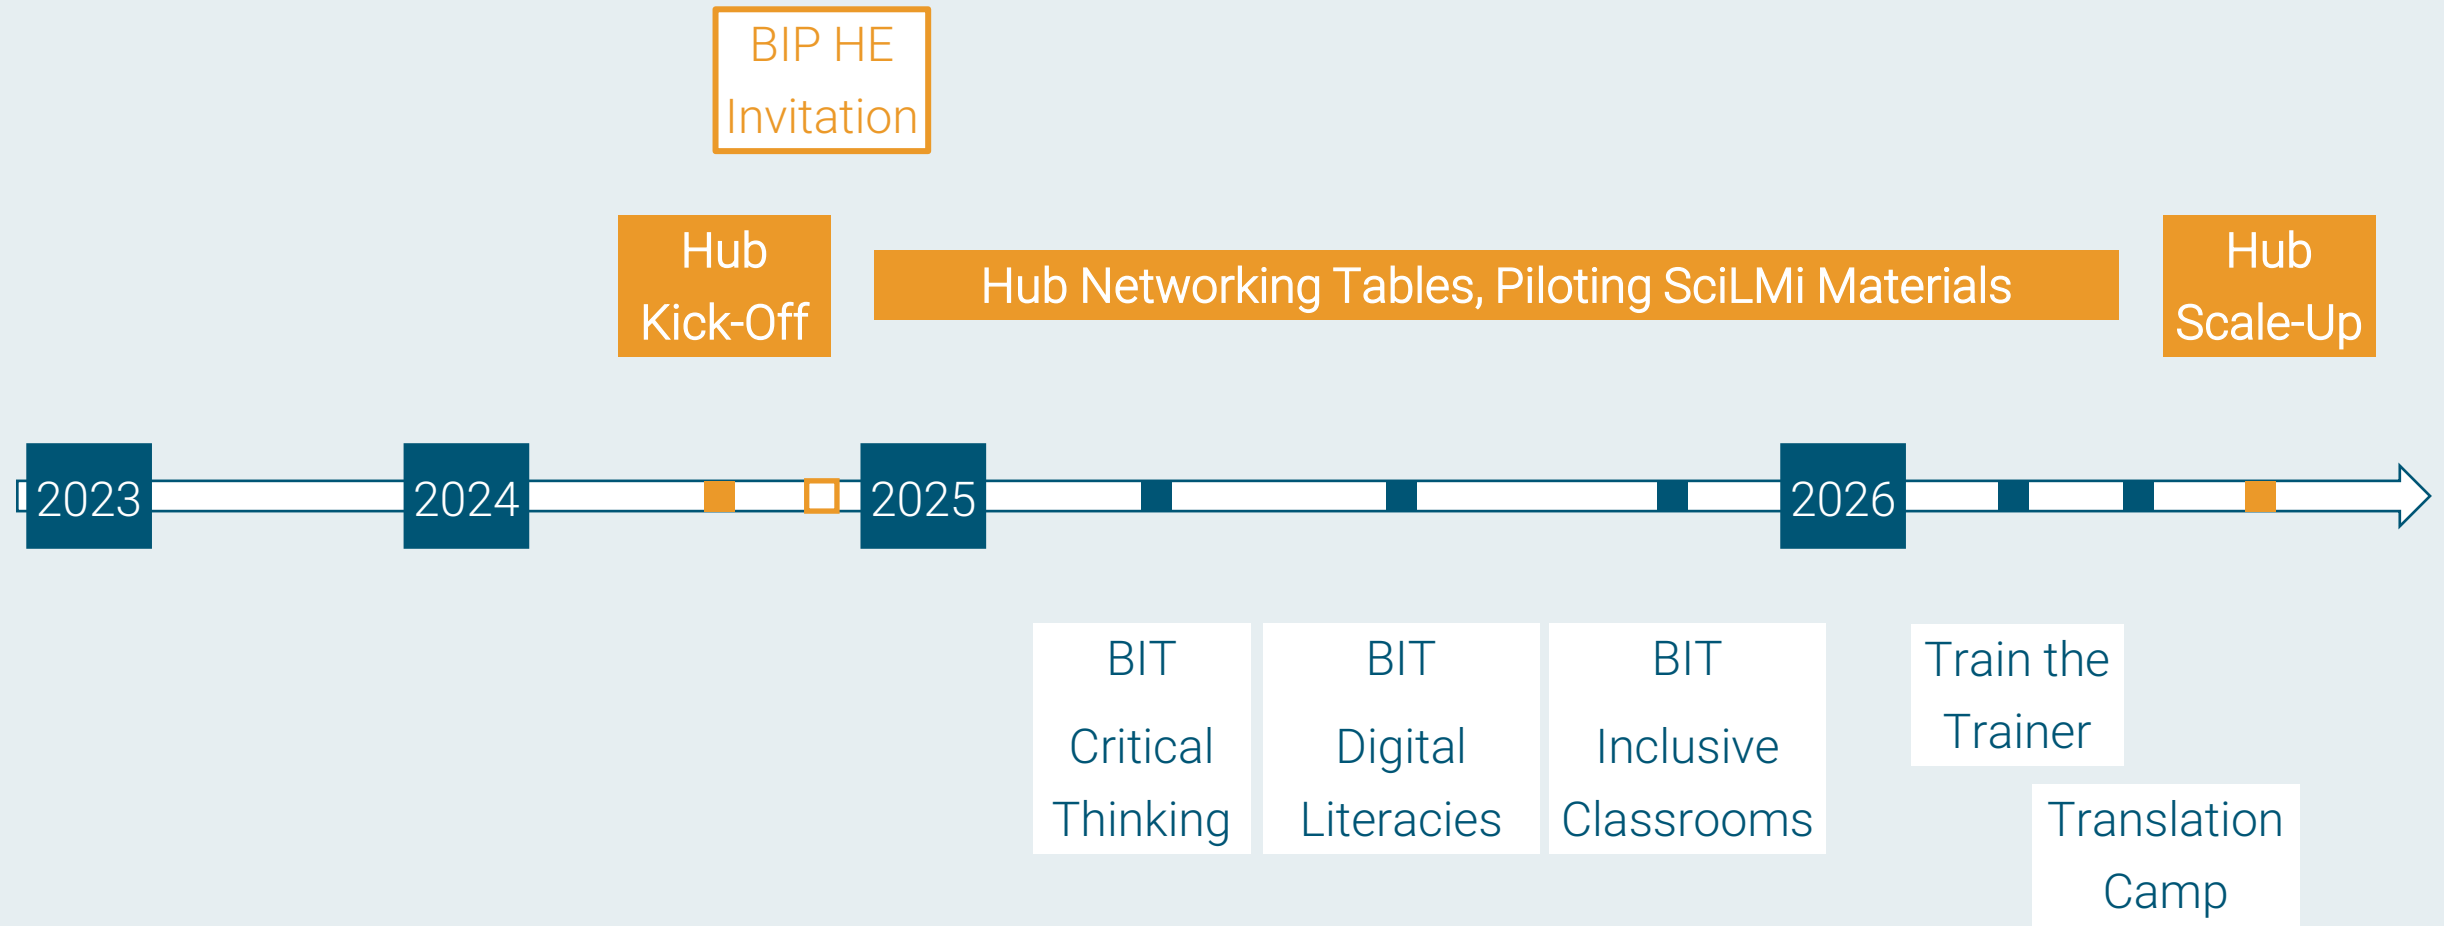 BIP HE
Invitation
Hub
Kick-Off
Hub Networking Tables, Piloting SciLMi Materials
Hub
Scale-Up
2023
2024
2025
2026
BIT
Critical
Thinking
BIT
Digital
Literacies
BIT
Inclusive
Classrooms
Train the
Trainer
Translation
Camp